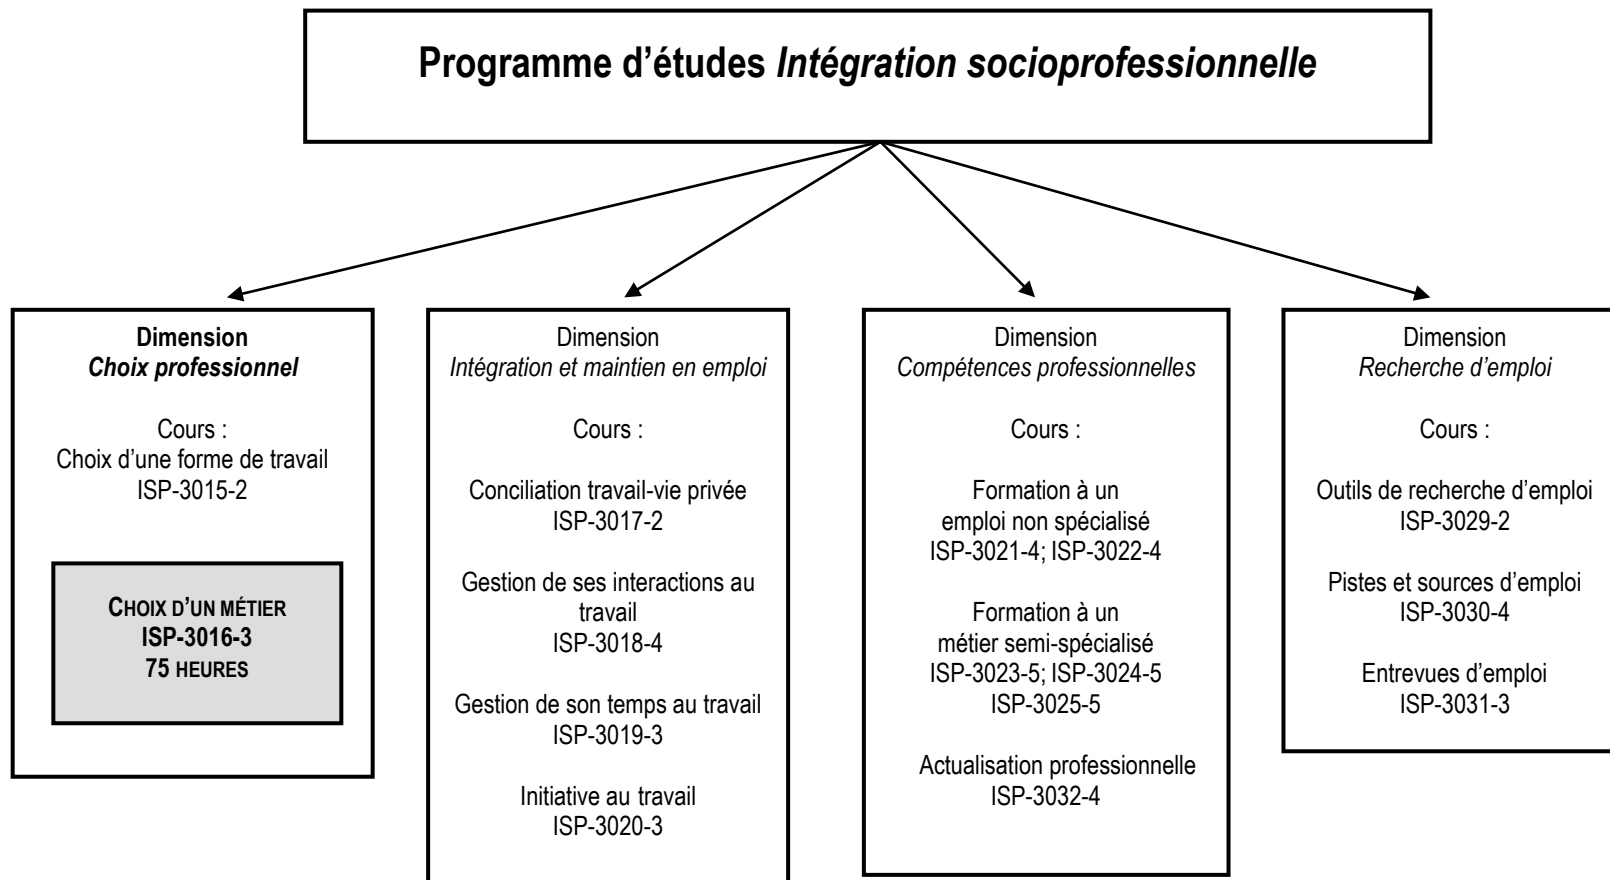 Programme d’études Intégration socioprofessionnelle
Dimension
Choix professionnel
Cours :
Choix d’une forme de travail
ISP-3015-2
CHOIX D’UN MÉTIER
ISP-3016-3
75 HEURES
Dimension
Intégration et maintien en emploi
Cours :
Conciliation travail-vie privée
ISP-3017-2
Gestion de ses interactions au
travail
ISP-3018-4
Gestion de son temps au travail
ISP-3019-3
Initiative au travail
ISP-3020-3
Dimension
Compétences professionnelles
Cours :
Formation à un
emploi non spécialisé
ISP-3021-4; ISP-3022-4
Formation à un
métier semi-spécialisé
ISP-3023-5; ISP-3024-5
ISP-3025-5
Actualisation professionnelle
ISP-3032-4
Dimension
Recherche d’emploi
Cours :
Outils de recherche d’emploi
ISP-3029-2
Pistes et sources d’emploi
ISP-3030-4
Entrevues d’emploi
ISP-3031-3